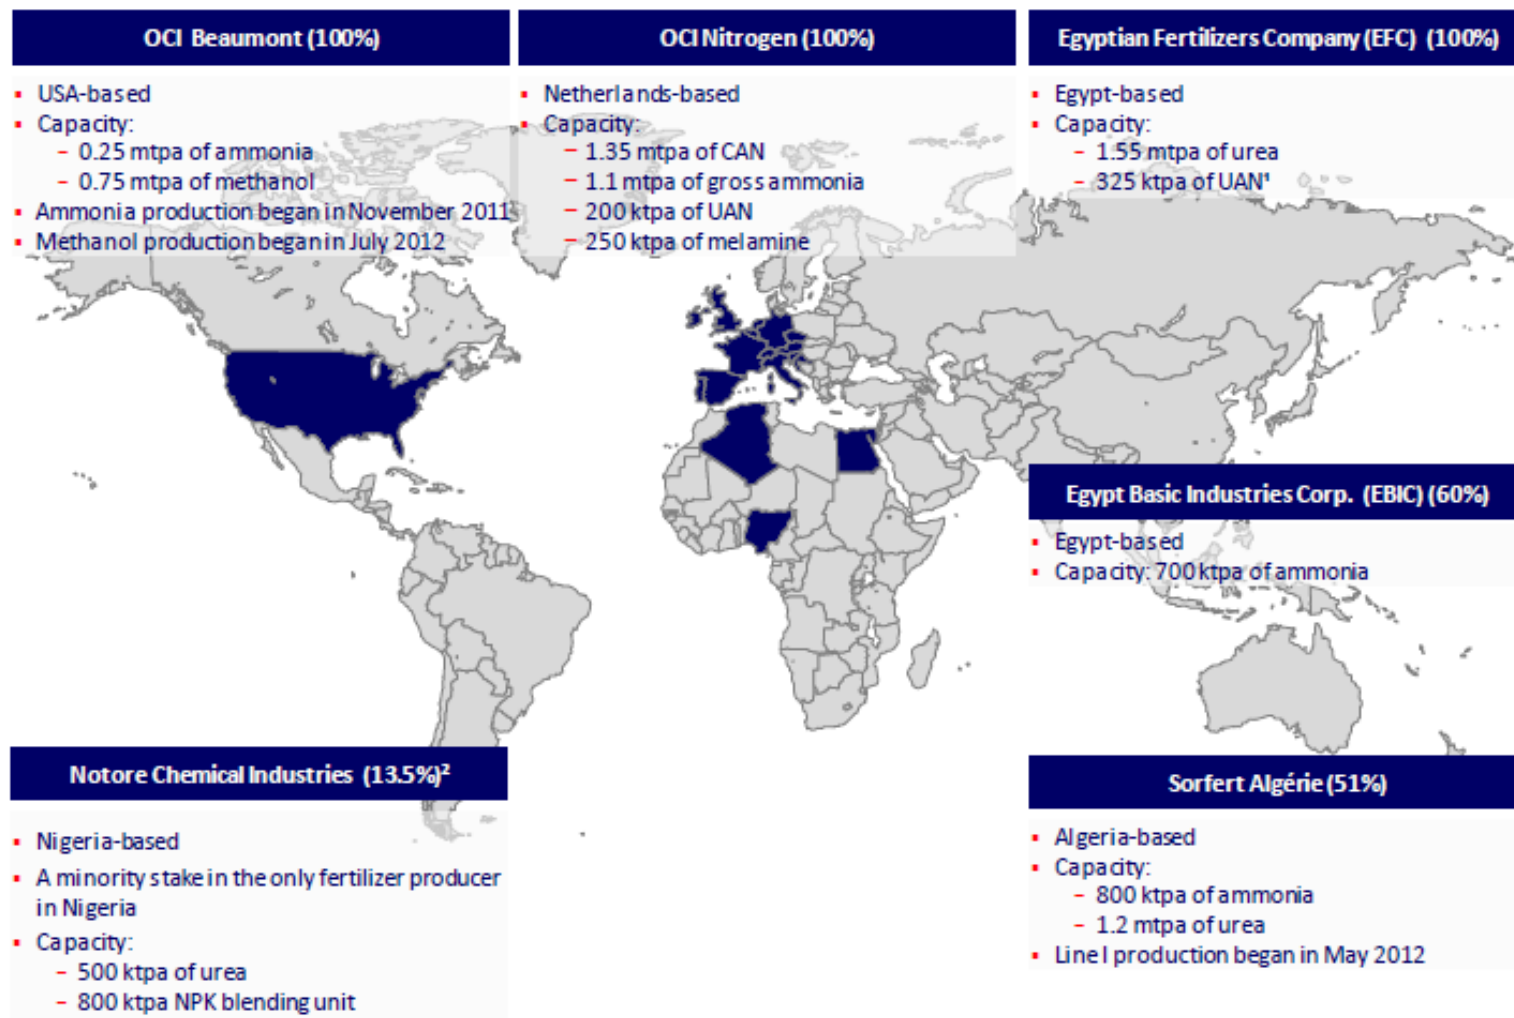 OCI Beaumont (100%)
▪ USA-based
▪ Capacity:
– 0.25 mtpa of ammonia
– 0.75 mtpa of methanol
▪ Ammonia production began in November 2011
▪ Methanol production began in July 2012
OCI Nitrogen (100%)
▪ Netherlands-based
▪ Capacity:
– 1.35 mtpa of CAN
– 1.1 mtpa of gross ammonia
– 200 ktpa of UAN
– 250 ktpa of melamine
Egyptian Fertilizers Company (EFC) (100%)
▪ Egypt-based
▪ Capacity:
– 1.55 mtpa of urea
– 325 ktpa of UAN¹
Egypt Basic Industries Corp. (EBIC) (60%)
▪ Egypt-based
▪ Capacity: 700 ktpa of ammonia
Notore Chemical Industries (13.5%)²
▪ Nigeria-based
▪ A minority stake in the only fertilizer producer
in Nigeria
▪ Capacity:
– 500 ktpa of urea
– 800 ktpa NPK blending unit
Sorfert Algérie (51%)
▪ Algeria-based
▪ Capacity:
– 800 ktpa of ammonia
– 1.2 mtpa of urea
▪ Line I production began in May 2012